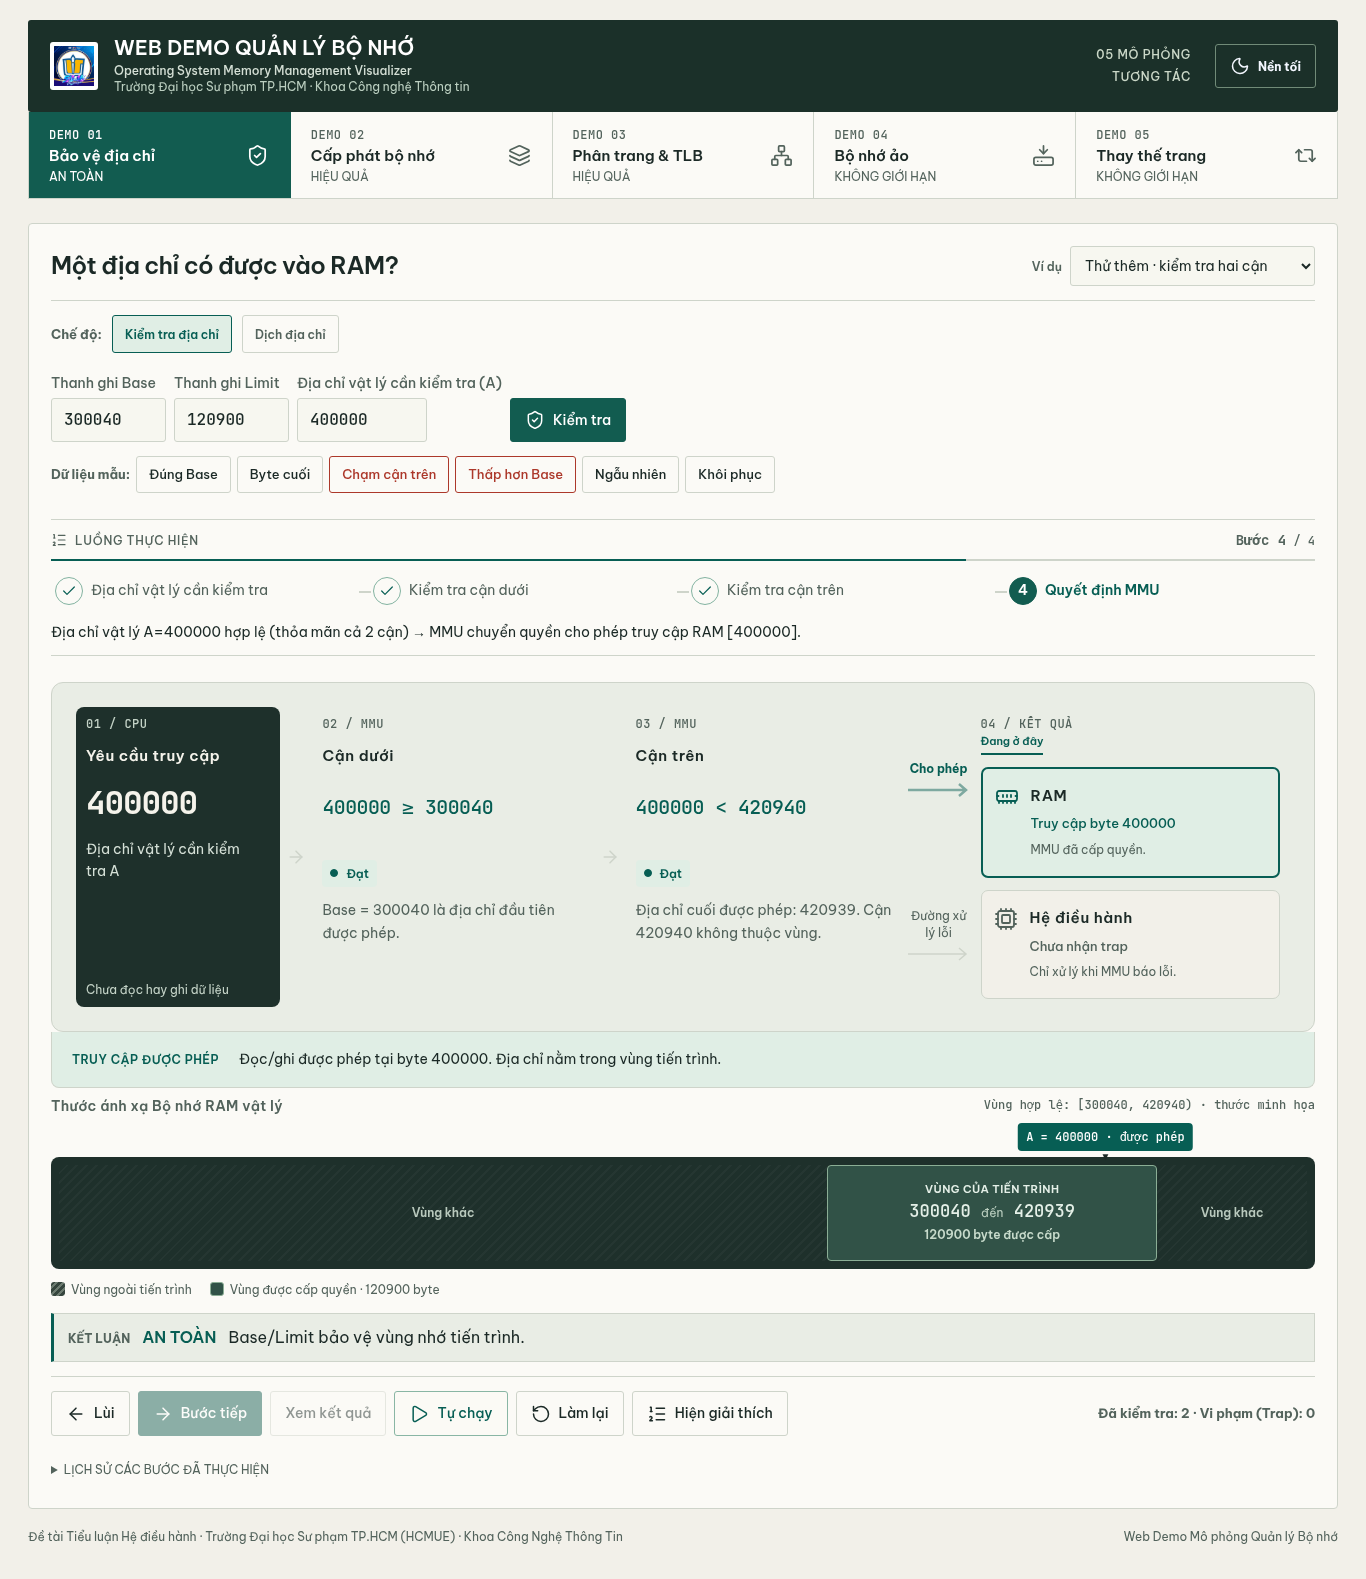 WEB DEMO QUẢN LÝ BỘ NHỚ
Operating System Memory Management Visualizer
Trường Đại học Sư phạm TP.HCM · Khoa Công nghệ Thông tin
05 MÔ PHỎNG
TƯƠNG TÁC
Nền tối
DEMO 01
Bảo vệ địa chỉ
AN TOÀN
DEMO 02
Cấp phát bộ nhớ
HIỆU QUẢ
DEMO 03
Phân trang & TLB
HIỆU QUẢ
DEMO 04
Bộ nhớ ảo
KHÔNG GIỚI HẠN
DEMO 05
Thay thế trang
KHÔNG GIỚI HẠN
Một địa chỉ có được vào RAM?
Ví dụ
Thử thêm · kiểm tra hai cận
Chế độ:
Kiểm tra địa chỉ
Dịch địa chỉ
Thanh ghi Base
Thanh ghi Limit
Địa chỉ vật lý cần kiểm tra (A)
300040
120900
400000
Kiểm tra
Dữ liệu mẫu:
Đúng Base
Byte cuối
Chạm cận trên
Thấp hơn Base
Ngẫu nhiên
Khôi phục
LUỒNG THỰC HIỆN
Bước 4 / 4
Địa chỉ vật lý cần kiểm tra
Kiểm tra cận dưới
Kiểm tra cận trên
4 Quyết định MMU
Địa chỉ vật lý A=400000 hợp lệ (thỏa mãn cả 2 cận) → MMU chuyển quyền cho phép truy cập RAM [400000].
01 / CPU
Yêu cầu truy cập
400000
Địa chỉ vật lý cần kiểm
tra A
Chưa đọc hay ghi dữ liệu
02 / MMU
Cận dưới
400000 ≥ 300040
Đạt
Base = 300040 là địa chỉ đầu tiên
được phép.
03 / MMU
Cận trên
400000 < 420940
Đạt
Địa chỉ cuối được phép: 420939. Cận
420940 không thuộc vùng.
Cho phép
Đường xử
lý lỗi
04 / KẾT QUẢ
Đang ở đây
RAM
Truy cập byte 400000
MMU đã cấp quyền.
Hệ điều hành
Chưa nhận trap
Chỉ xử lý khi MMU báo lỗi.
TRUY CẬP ĐƯỢC PHÉP
Đọc/ghi được phép tại byte 400000. Địa chỉ nằm trong vùng tiến trình.
Thước ánh xạ Bộ nhớ RAM vật lý
Vùng hợp lệ: [300040, 420940) · thước minh họa
A = 400000 · được phép
Vùng khác
VÙNG CỦA TIẾN TRÌNH
300040 đến 420939
120900 byte được cấp
Vùng khác
Vùng ngoài tiến trình
Vùng được cấp quyền · 120900 byte
KẾT LUẬN AN TOÀN Base/Limit bảo vệ vùng nhớ tiến trình.
Lùi
Bước tiếp
Xem kết quả
Tự chạy
Làm lại
Hiện giải thích
Đã kiểm tra: 2 · Vi phạm (Trap): 0
LỊCH SỬ CÁC BƯỚC ĐÃ THỰC HIỆN
Đề tài Tiểu luận Hệ điều hành · Trường Đại học Sư phạm TP.HCM (HCMUE) · Khoa Công Nghệ Thông Tin
Web Demo Mô phỏng Quản lý Bộ nhớ